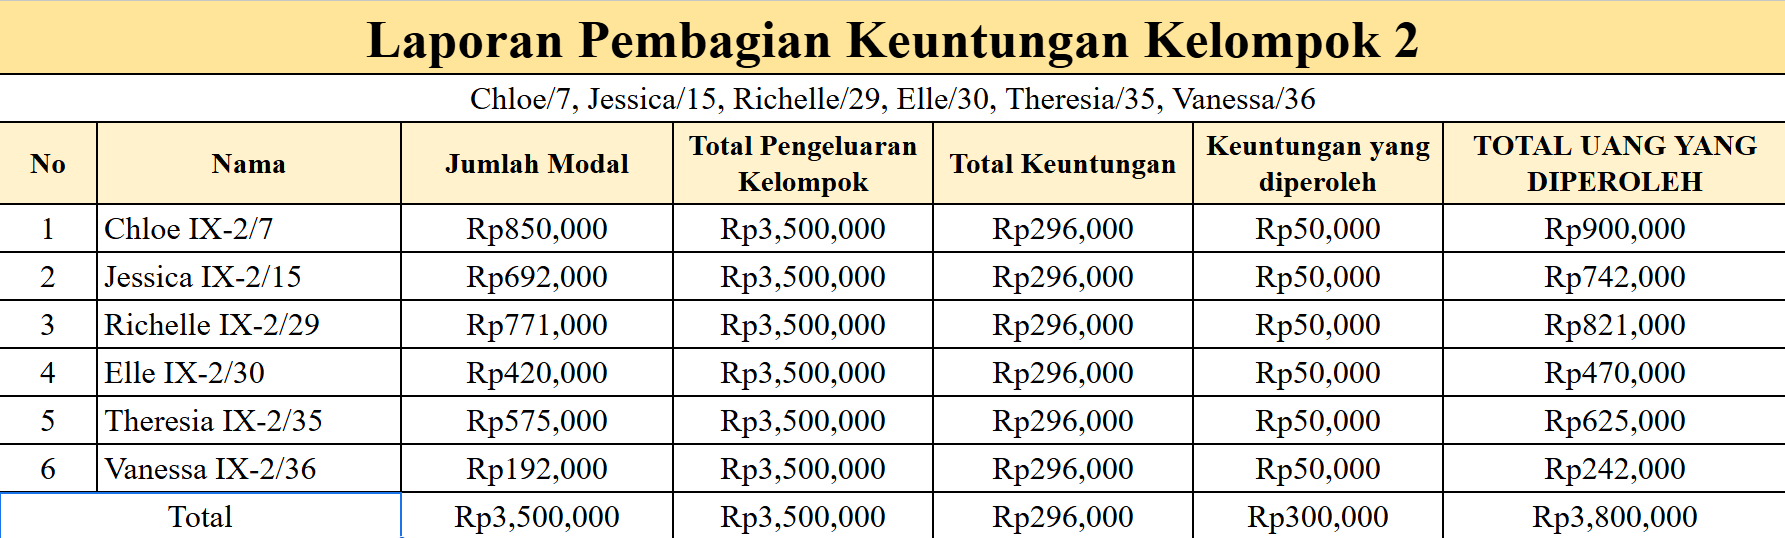 Laporan Pembagian Keuntungan Kelompok 2
Chloe/7, Jessica/15, Richelle/29, Elle/30, Theresia/35, Vanessa/36
No Nama Jumlah Modal Total Pengeluaran Kelompok Total Keuntungan Keuntungan yang diperoleh TOTAL UANG YANG DIPEROLEH
1 Chloe IX-2/7 Rp850,000 Rp3,500,000 Rp296,000 Rp50,000 Rp900,000
2 Jessica IX-2/15 Rp692,000 Rp3,500,000 Rp296,000 Rp50,000 Rp742,000
3 Richelle IX-2/29 Rp771,000 Rp3,500,000 Rp296,000 Rp50,000 Rp821,000
4 Elle IX-2/30 Rp420,000 Rp3,500,000 Rp296,000 Rp50,000 Rp470,000
5 Theresia IX-2/35 Rp575,000 Rp3,500,000 Rp296,000 Rp50,000 Rp625,000
6 Vanessa IX-2/36 Rp192,000 Rp3,500,000 Rp296,000 Rp50,000 Rp242,000
Total Rp3,500,000 Rp3,500,000 Rp296,000 Rp300,000 Rp3,800,000